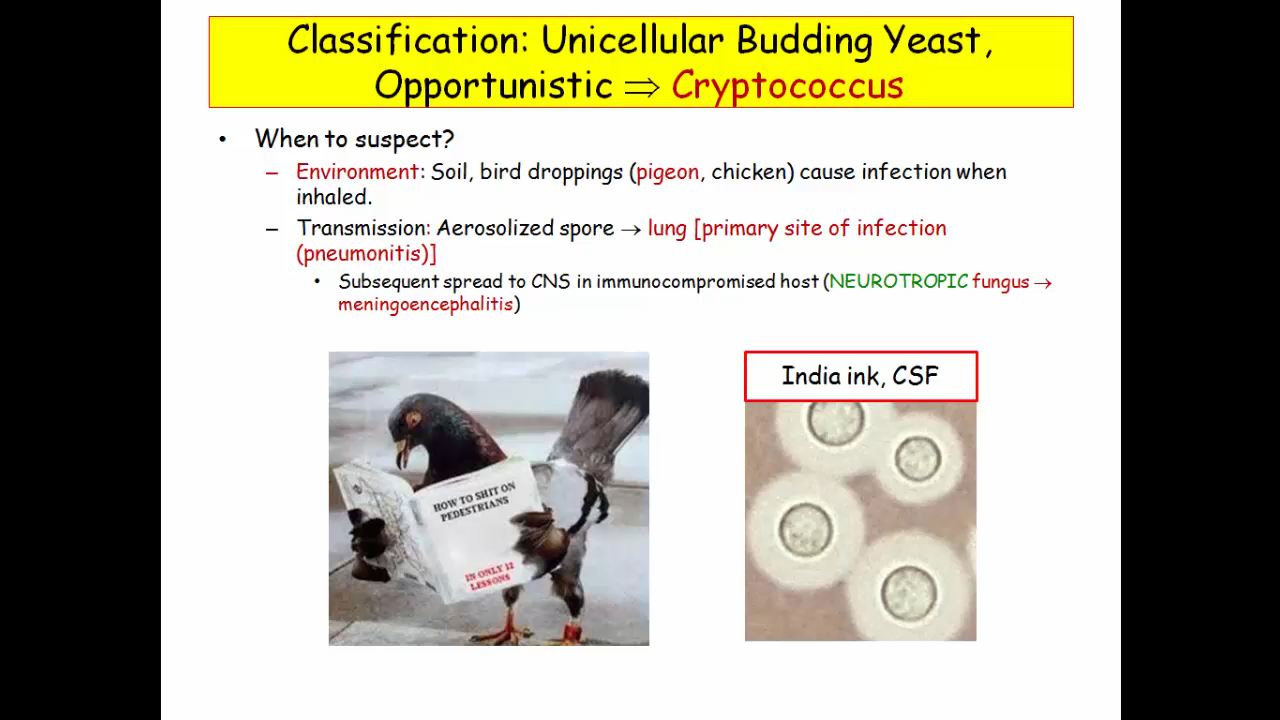 Classification: Unicellular Budding Yeast,
Opportunistic ⇒ Cryptococcus
• When to suspect?
– Environment: Soil, bird droppings (pigeon, chicken) cause infection when
inhaled.
– Transmission: Aerosolized spore → lung [primary site of infection
(pneumonitis)]
• Subsequent spread to CNS in immunocompromised host (NEUROTROPIC fungus →
meningoencephalitis)
HOW TO SHIT ON
PEDESTRIANS
IN ONLY 12
LESSONS
India ink, CSF